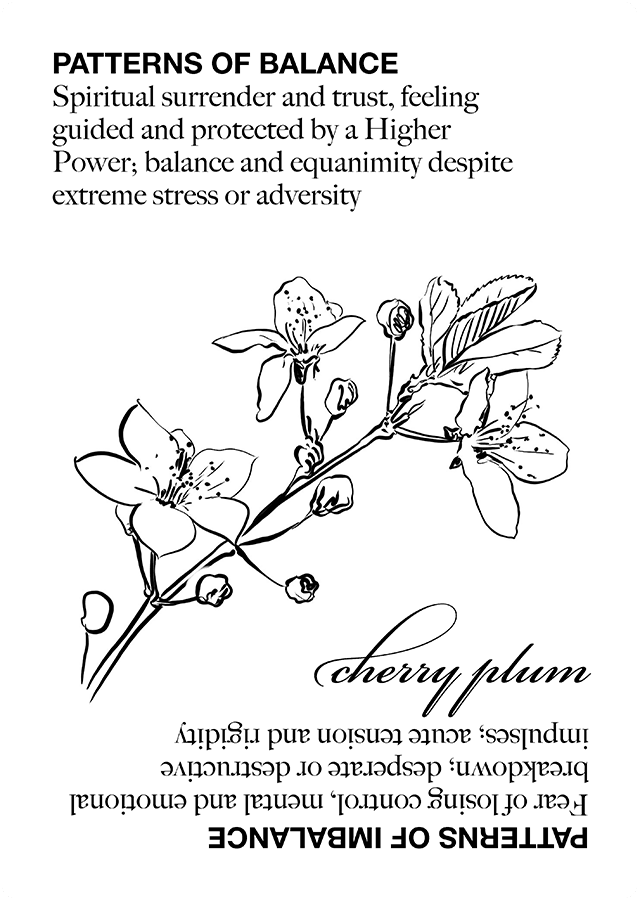 PATTERNS OF BALANCE
Spiritual surrender and trust, feeling
guided and protected by a Higher
Power; balance and equanimity despite
extreme stress or adversity
cherry plum
PATTERNS OF IMBALANCE
Fear of losing control, mental and emotional
breakdown; desperate or destructive
impulses; acute tension and rigidity